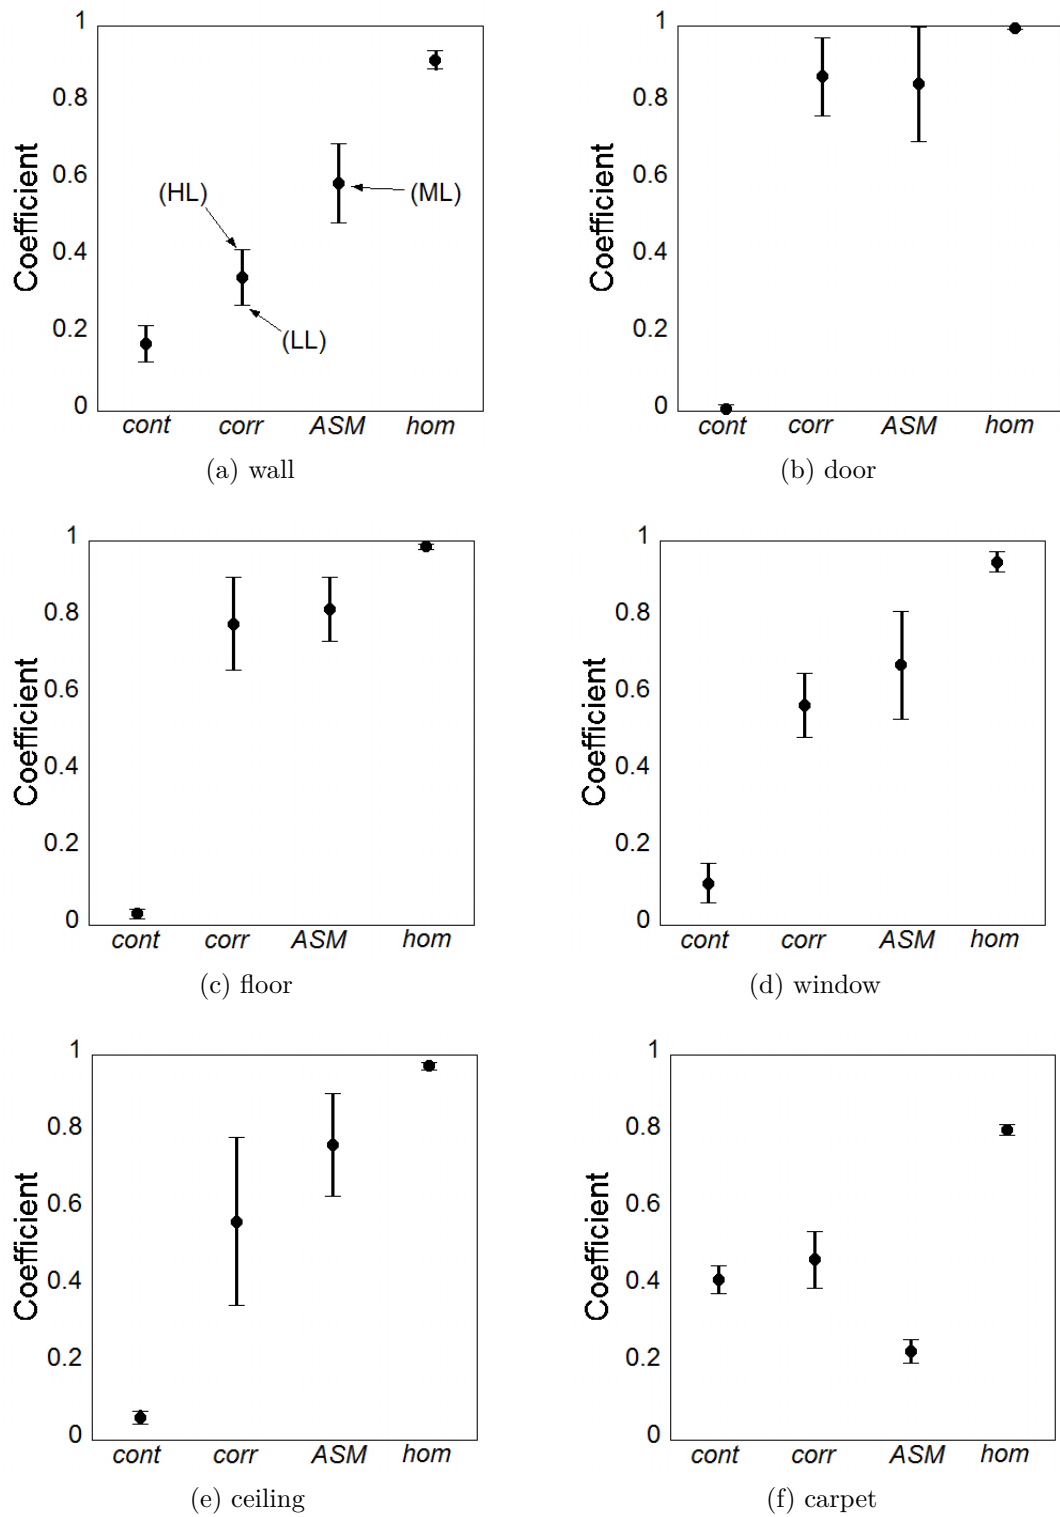 1
0.8
0.6
0.4
0.2
0
Coefficient
(HL)
(ML)
(LL)
cont corr ASM hom
(a) wall
1
0.8
0.6
0.4
0.2
0
Coefficient
cont corr ASM hom
(b) door
1
0.8
0.6
0.4
0.2
0
Coefficient
cont corr ASM hom
(c) floor
1
0.8
0.6
0.4
0.2
0
Coefficient
cont corr ASM hom
(d) window
1
0.8
0.6
0.4
0.2
0
Coefficient
cont corr ASM hom
(e) ceiling
1
0.8
0.6
0.4
0.2
0
Coefficient
cont corr ASM hom
(f) carpet